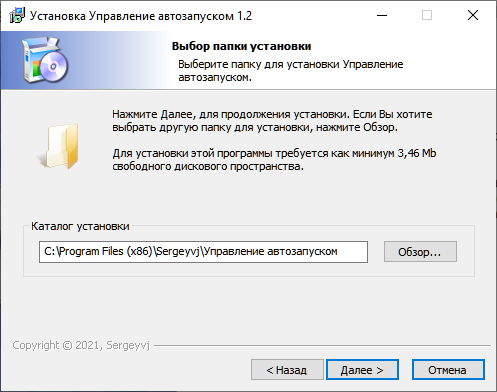 Установка Управление автозапуском 1.2
Выбор папки установки
Выберите папку для установки Управление
автозапуском.
Нажмите Далее, для продолжения установки. Если Вы хотите
выбрать другую папку для установки, нажмите Обзор.
Для установки этой программы требуется как минимум 3,46 Mb
свободного дискового пространства.
Каталог установки
C:\Program Files (x86)\Sergeyvj\Управление автозапуском
Обзор...
Copyright © 2021, Sergeyvj
< Назад
Далее >
Отмена